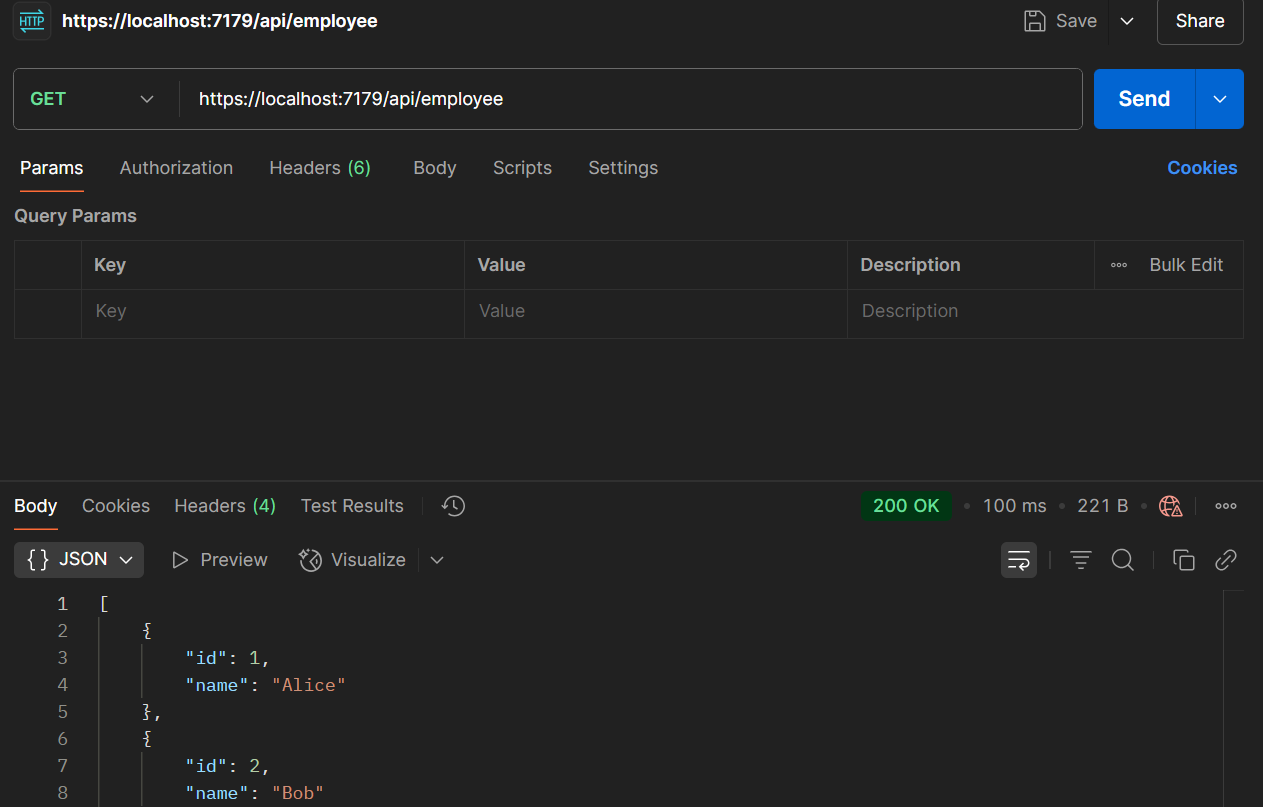 HTTP https://localhost:7179/api/employee Save Share
GET https://localhost:7179/api/employee Send
Params Authorization Headers (6) Body Scripts Settings Cookies
Query Params
Key Value Description Bulk Edit
Key Value Description
Body Cookies Headers (4) Test Results 200 OK • 100 ms • 221 B •
{} JSON Preview Visualize
1 [
2 {
3 "id": 1,
4 "name": "Alice"
5 },
6 {
7 "id": 2,
8 "name": "Bob"